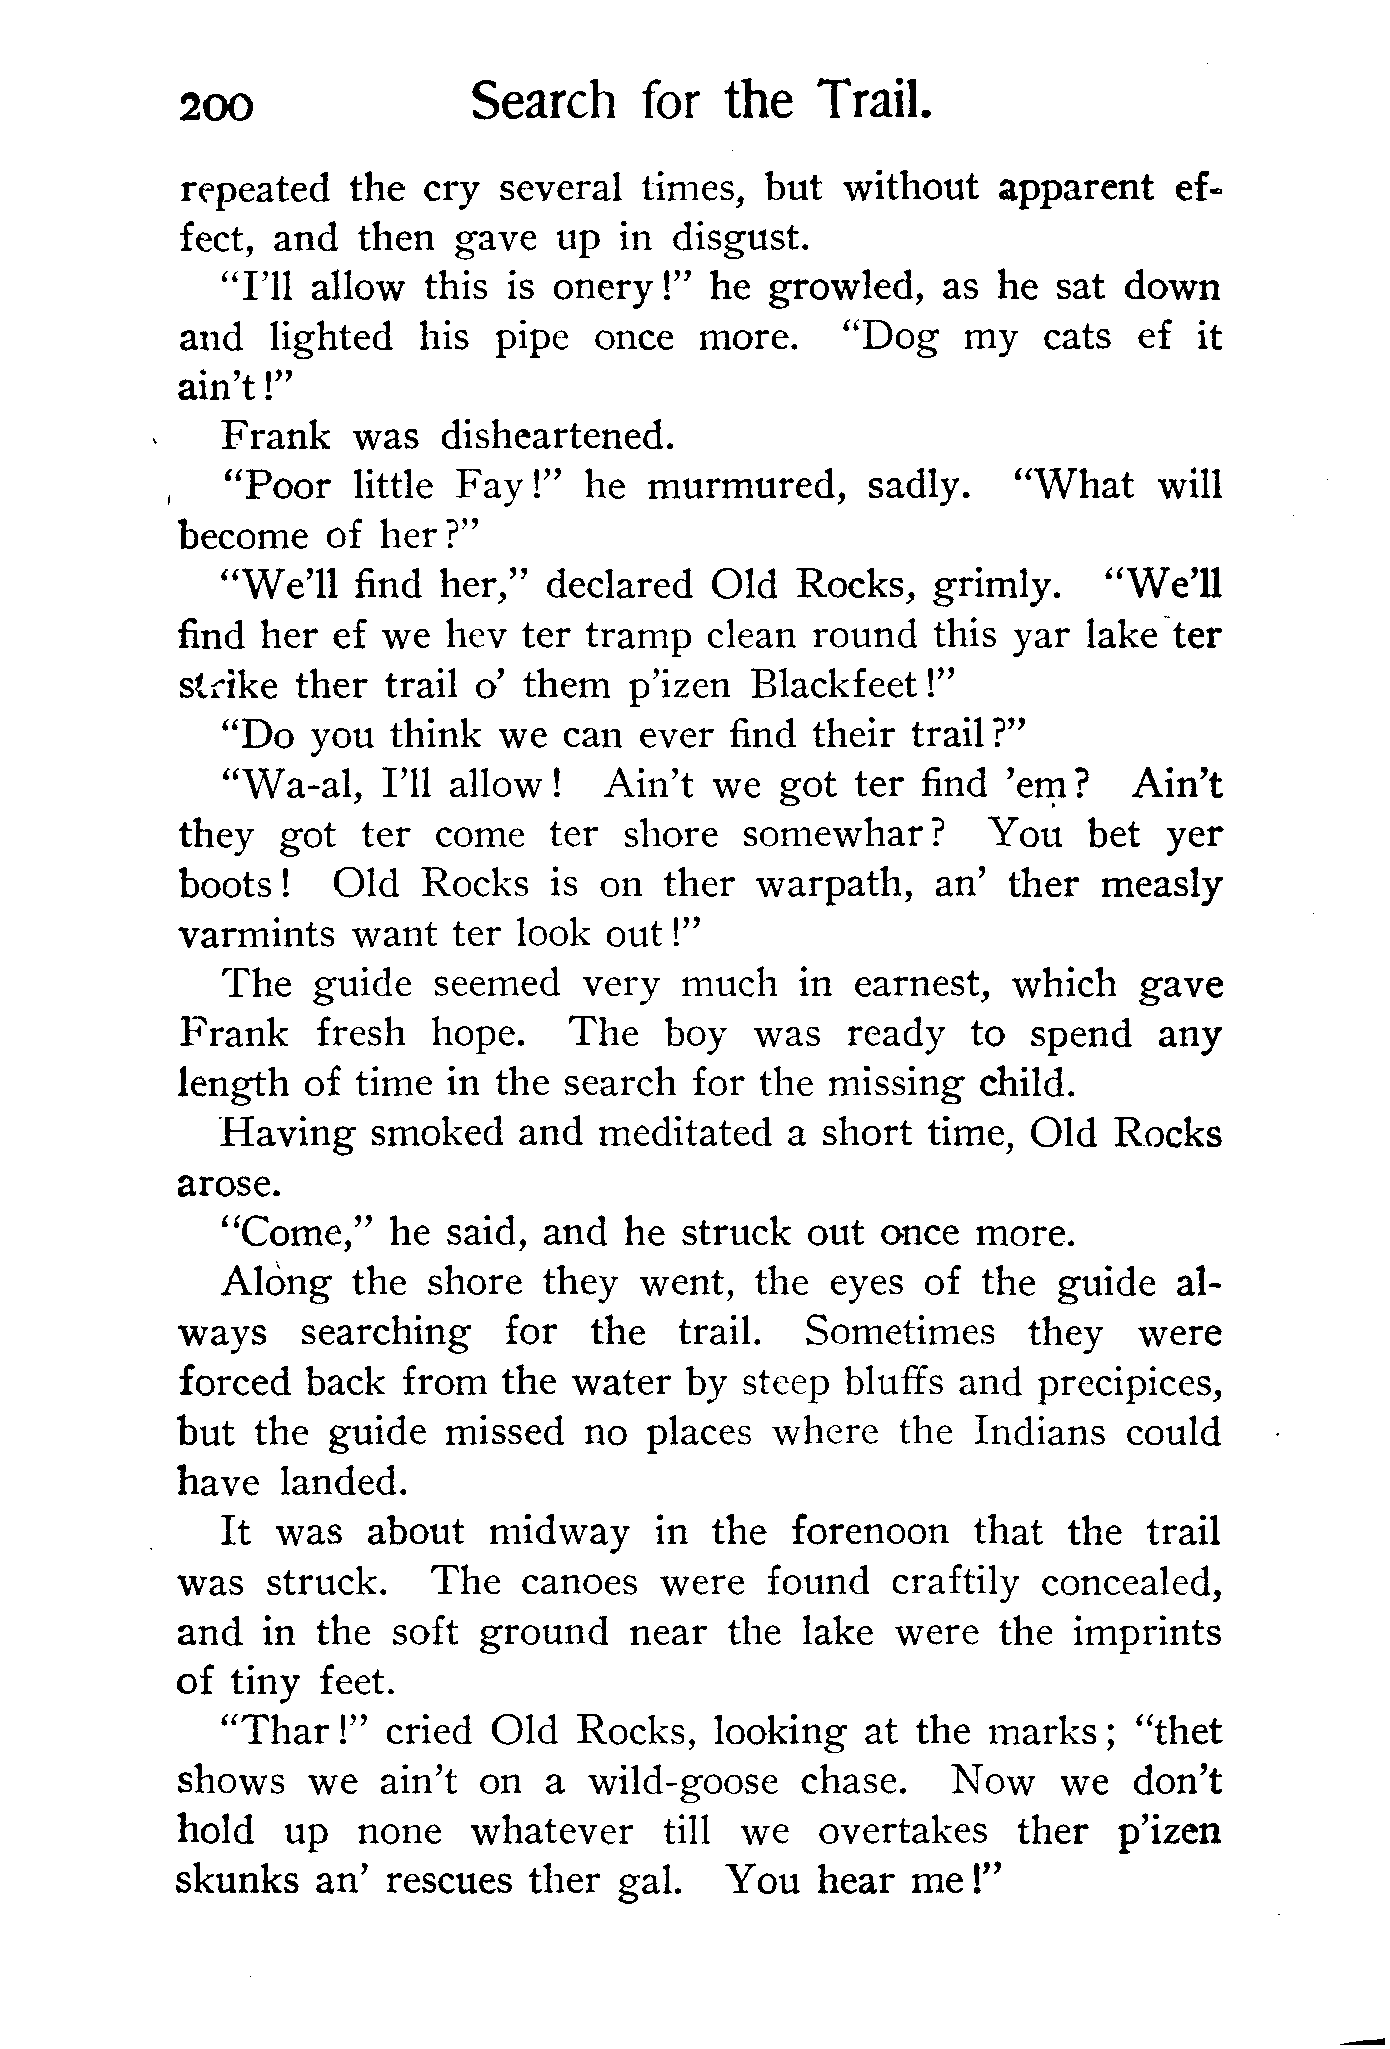 200 Search for the Trail.
repeated the cry several times, but without apparent ef-
fect, and then gave up in disgust.
“I’ll allow this is onery!” he growled, as he sat down
and lighted his pipe once more. “Dog my cats ef it
ain’t!”
Frank was disheartened.
“Poor little Fay!” he murmured, sadly. “What will
become of her?”
“We’ll find her,” declared Old Rocks, grimly. “We’ll
find her ef we hev ter tramp clean round this yar lake ter
strike ther trail o’ them p’izen Blackfeet!”
“Do you think we can ever find their trail?”
“Wa-al, I’ll allow! Ain’t we got ter find ’em? Ain’t
they got ter come ter shore somewhar? You bet yer
boots! Old Rocks is on ther warpath, an’ ther measly
varmints want ter look out!”
The guide seemed very much in earnest, which gave
Frank fresh hope. The boy was ready to spend any
length of time in the search for the missing child.
Having smoked and meditated a short time, Old Rocks
arose.
“Come,” he said, and he struck out once more.
Along the shore they went, the eyes of the guide al-
ways searching for the trail. Sometimes they were
forced back from the water by steep bluffs and precipices,
but the guide missed no places where the Indians could
have landed.
It was about midway in the forenoon that the trail
was struck. The canoes were found craftily concealed,
and in the soft ground near the lake were the imprints
of tiny feet.
“Thar!” cried Old Rocks, looking at the marks; “thet
shows we ain’t on a wild-goose chase. Now we don’t
hold up none whatever till we overtakes ther p’izen
skunks an’ rescues ther gal. You hear me!”